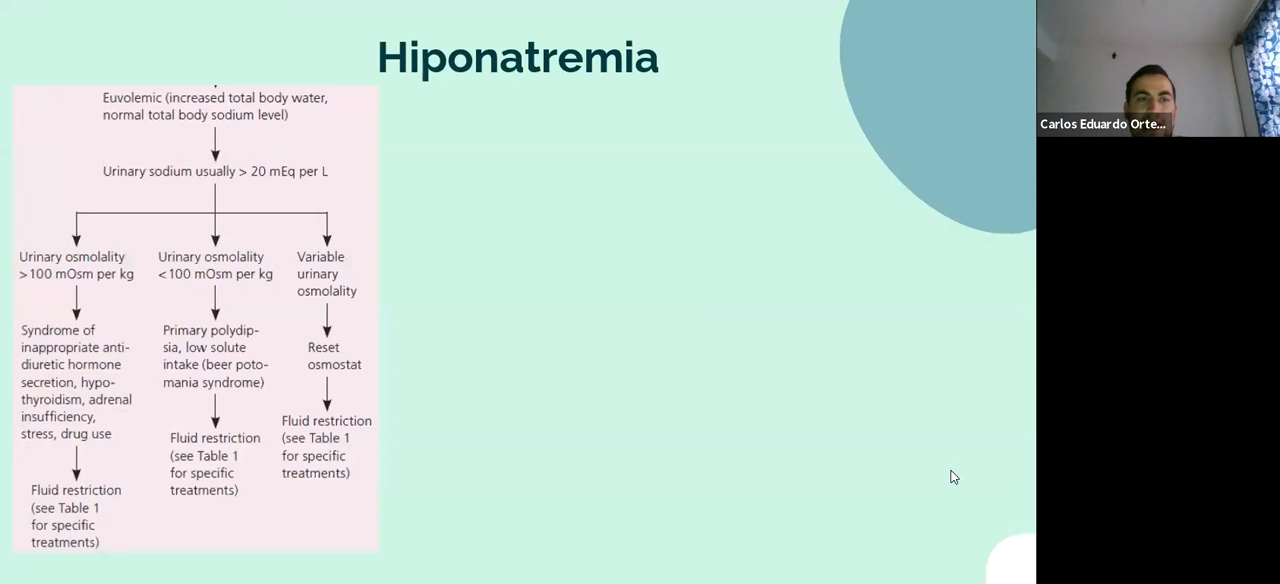 Hiponatremia
Euvolemic (increased total body water,
normal total body sodium level)
Urinary sodium usually > 20 mEq per L
Urinary osmolality
>100 mOsm per kg
Syndrome of
inappropriate anti-
diuretic hormone
secretion, hypo-
thyroidism, adrenal
insufficiency,
stress, drug use
Fluid restriction
(see Table 1
for specific
treatments)
Urinary osmolality
<100 mOsm per kg
Primary polydip-
sia, low solute
intake (beer poto-
mania syndrome)
Fluid restriction
(see Table 1
for specific
treatments)
Variable
urinary
osmolality
Reset
osmostat
Fluid restriction
(see Table 1
for specific
treatments)
Carlos Eduardo Orte...